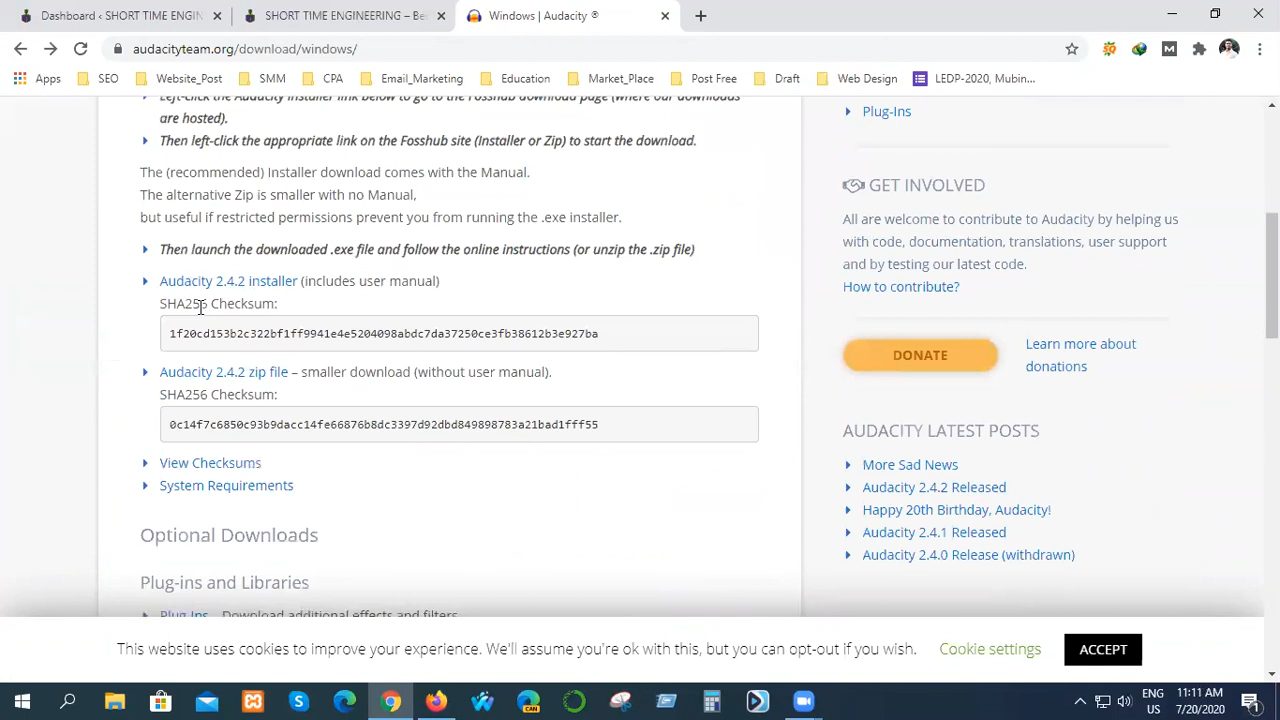 Dashboard ‹ SHORT TIME ENGIN
SHORT TIME ENGINEERING – Bec
Windows | Audacity ®
audacityteam.org/download/windows/
Apps
SEO
Website_Post
SMM
CPA
Email_Marketing
Education
Market_Place
Post Free
Draft
Web Design
LEDP-2020, Mubin...
Left-click the Audacity Installer link below to go to the Fosshub download page (where our downloads
are hosted).
Then left-click the appropriate link on the Fosshub site (Installer or Zip) to start the download.
The (recommended) Installer download comes with the Manual.
The alternative Zip is smaller with no Manual,
but useful if restricted permissions prevent you from running the .exe installer.
Then launch the downloaded .exe file and follow the online instructions (or unzip the .zip file)
Audacity 2.4.2 installer (includes user manual)
SHA256 Checksum:
1f20cd153b2c322bf1ff9941e4e5204098abdc7da37250ce3fb38612b3e927ba
Audacity 2.4.2 zip file – smaller download (without user manual).
SHA256 Checksum:
0c14f7c6850c93b9dacc14fe66876b8dc3397d92dbd849898783a21bad1fff55
View Checksums
System Requirements
Optional Downloads
Plug-ins and Libraries
Plug-Ins – Download additional effects and filters
Plug-Ins
GET INVOLVED
All are welcome to contribute to Audacity by helping us
with code, documentation, translations, user support
and by testing our latest code.
How to contribute?
DONATE
Learn more about
donations
AUDACITY LATEST POSTS
More Sad News
Audacity 2.4.2 Released
Happy 20th Birthday, Audacity!
Audacity 2.4.1 Released
Audacity 2.4.0 Release (withdrawn)
This website uses cookies to improve your experience. We'll assume you're ok with this, but you can opt-out if you wish.
Cookie settings
ACCEPT
ENG
INTL
11:11 AM
7/20/2020